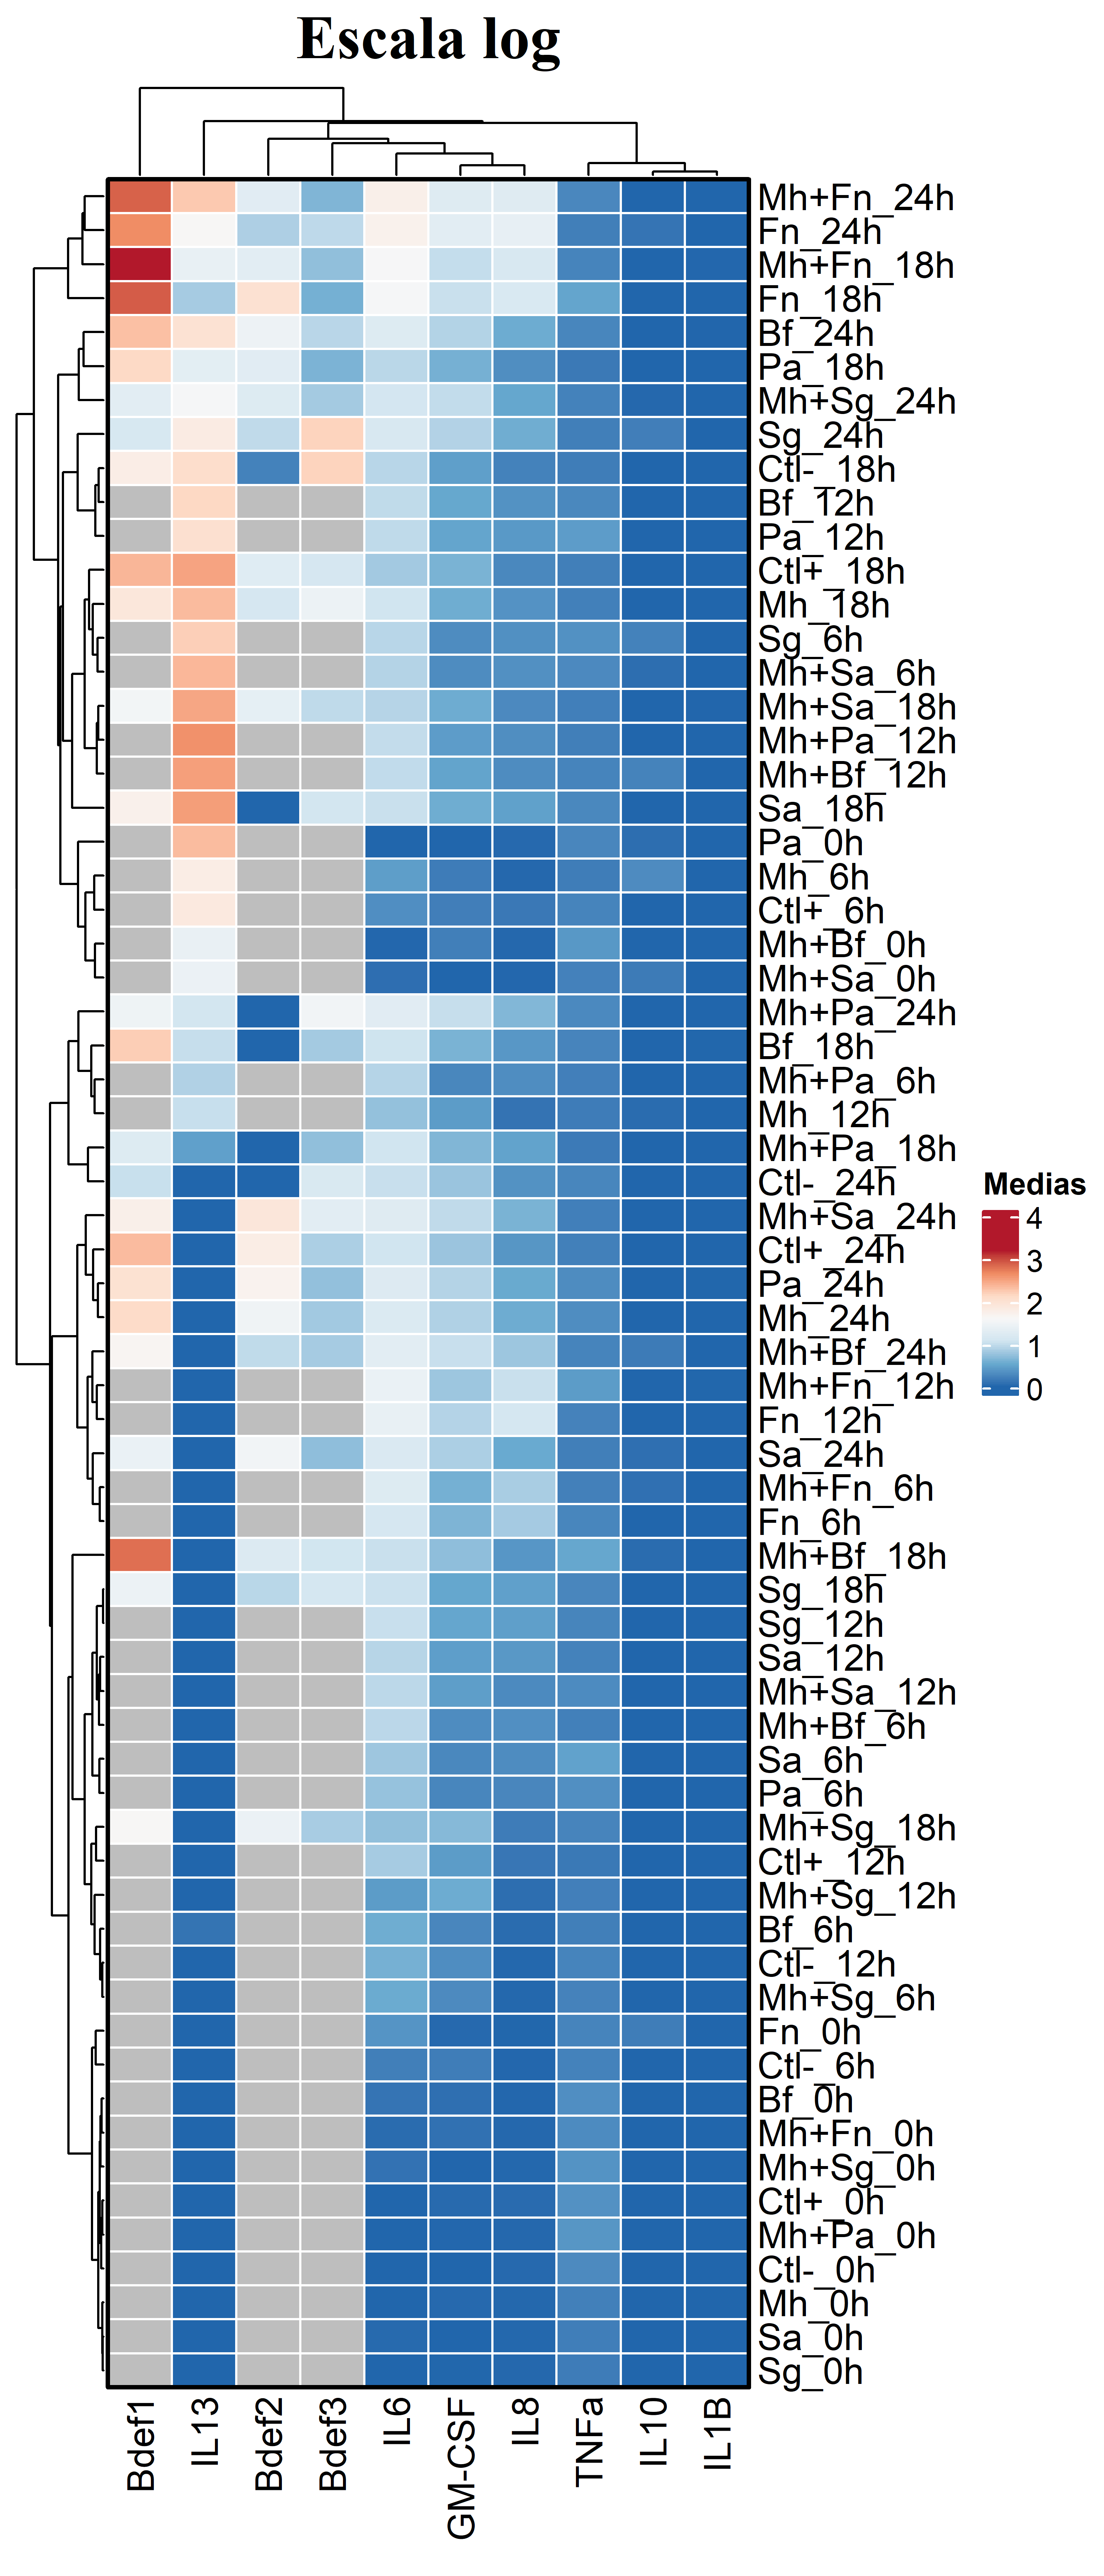 Escala log
Mh+Fn_24h
Fn_24h
Mh+Fn_18h
Fn_18h
Bf_24h
Pa_18h
Mh+Sg_24h
Sg_24h
Ctl-_18h
Bf_12h
Pa_12h
Ctl+_18h
Mh_18h
Sg_6h
Mh+Sa_6h
Mh+Sa_18h
Mh+Pa_12h
Mh+Bf_12h
Sa_18h
Pa_0h
Mh_6h
Ctl+_6h
Mh+Bf_0h
Mh+Sa_0h
Mh+Pa_24h
Bf_18h
Mh+Pa_6h
Mh_12h
Mh+Pa_18h
Ctl-_24h
Mh+Sa_24h
Ctl+_24h
Pa_24h
Mh_24h
Mh+Bf_24h
Mh+Fn_12h
Fn_12h
Sa_24h
Mh+Fn_6h
Fn_6h
Mh+Bf_18h
Sg_18h
Sg_12h
Sa_12h
Mh+Sa_12h
Mh+Bf_6h
Sa_6h
Pa_6h
Mh+Sg_18h
Ctl+_12h
Mh+Sg_12h
Bf_6h
Ctl-_12h
Mh+Sg_6h
Fn_0h
Ctl-_6h
Bf_0h
Mh+Fn_0h
Mh+Sg_0h
Ctl+_0h
Mh+Pa_0h
Ctl-_0h
Mh_0h
Sa_0h
Sg_0h
Medias
4
3
2
1
0
Bdef1
IL13
Bdef2
Bdef3
IL6
GM-CSF
IL8
TNFa
IL10
IL1B